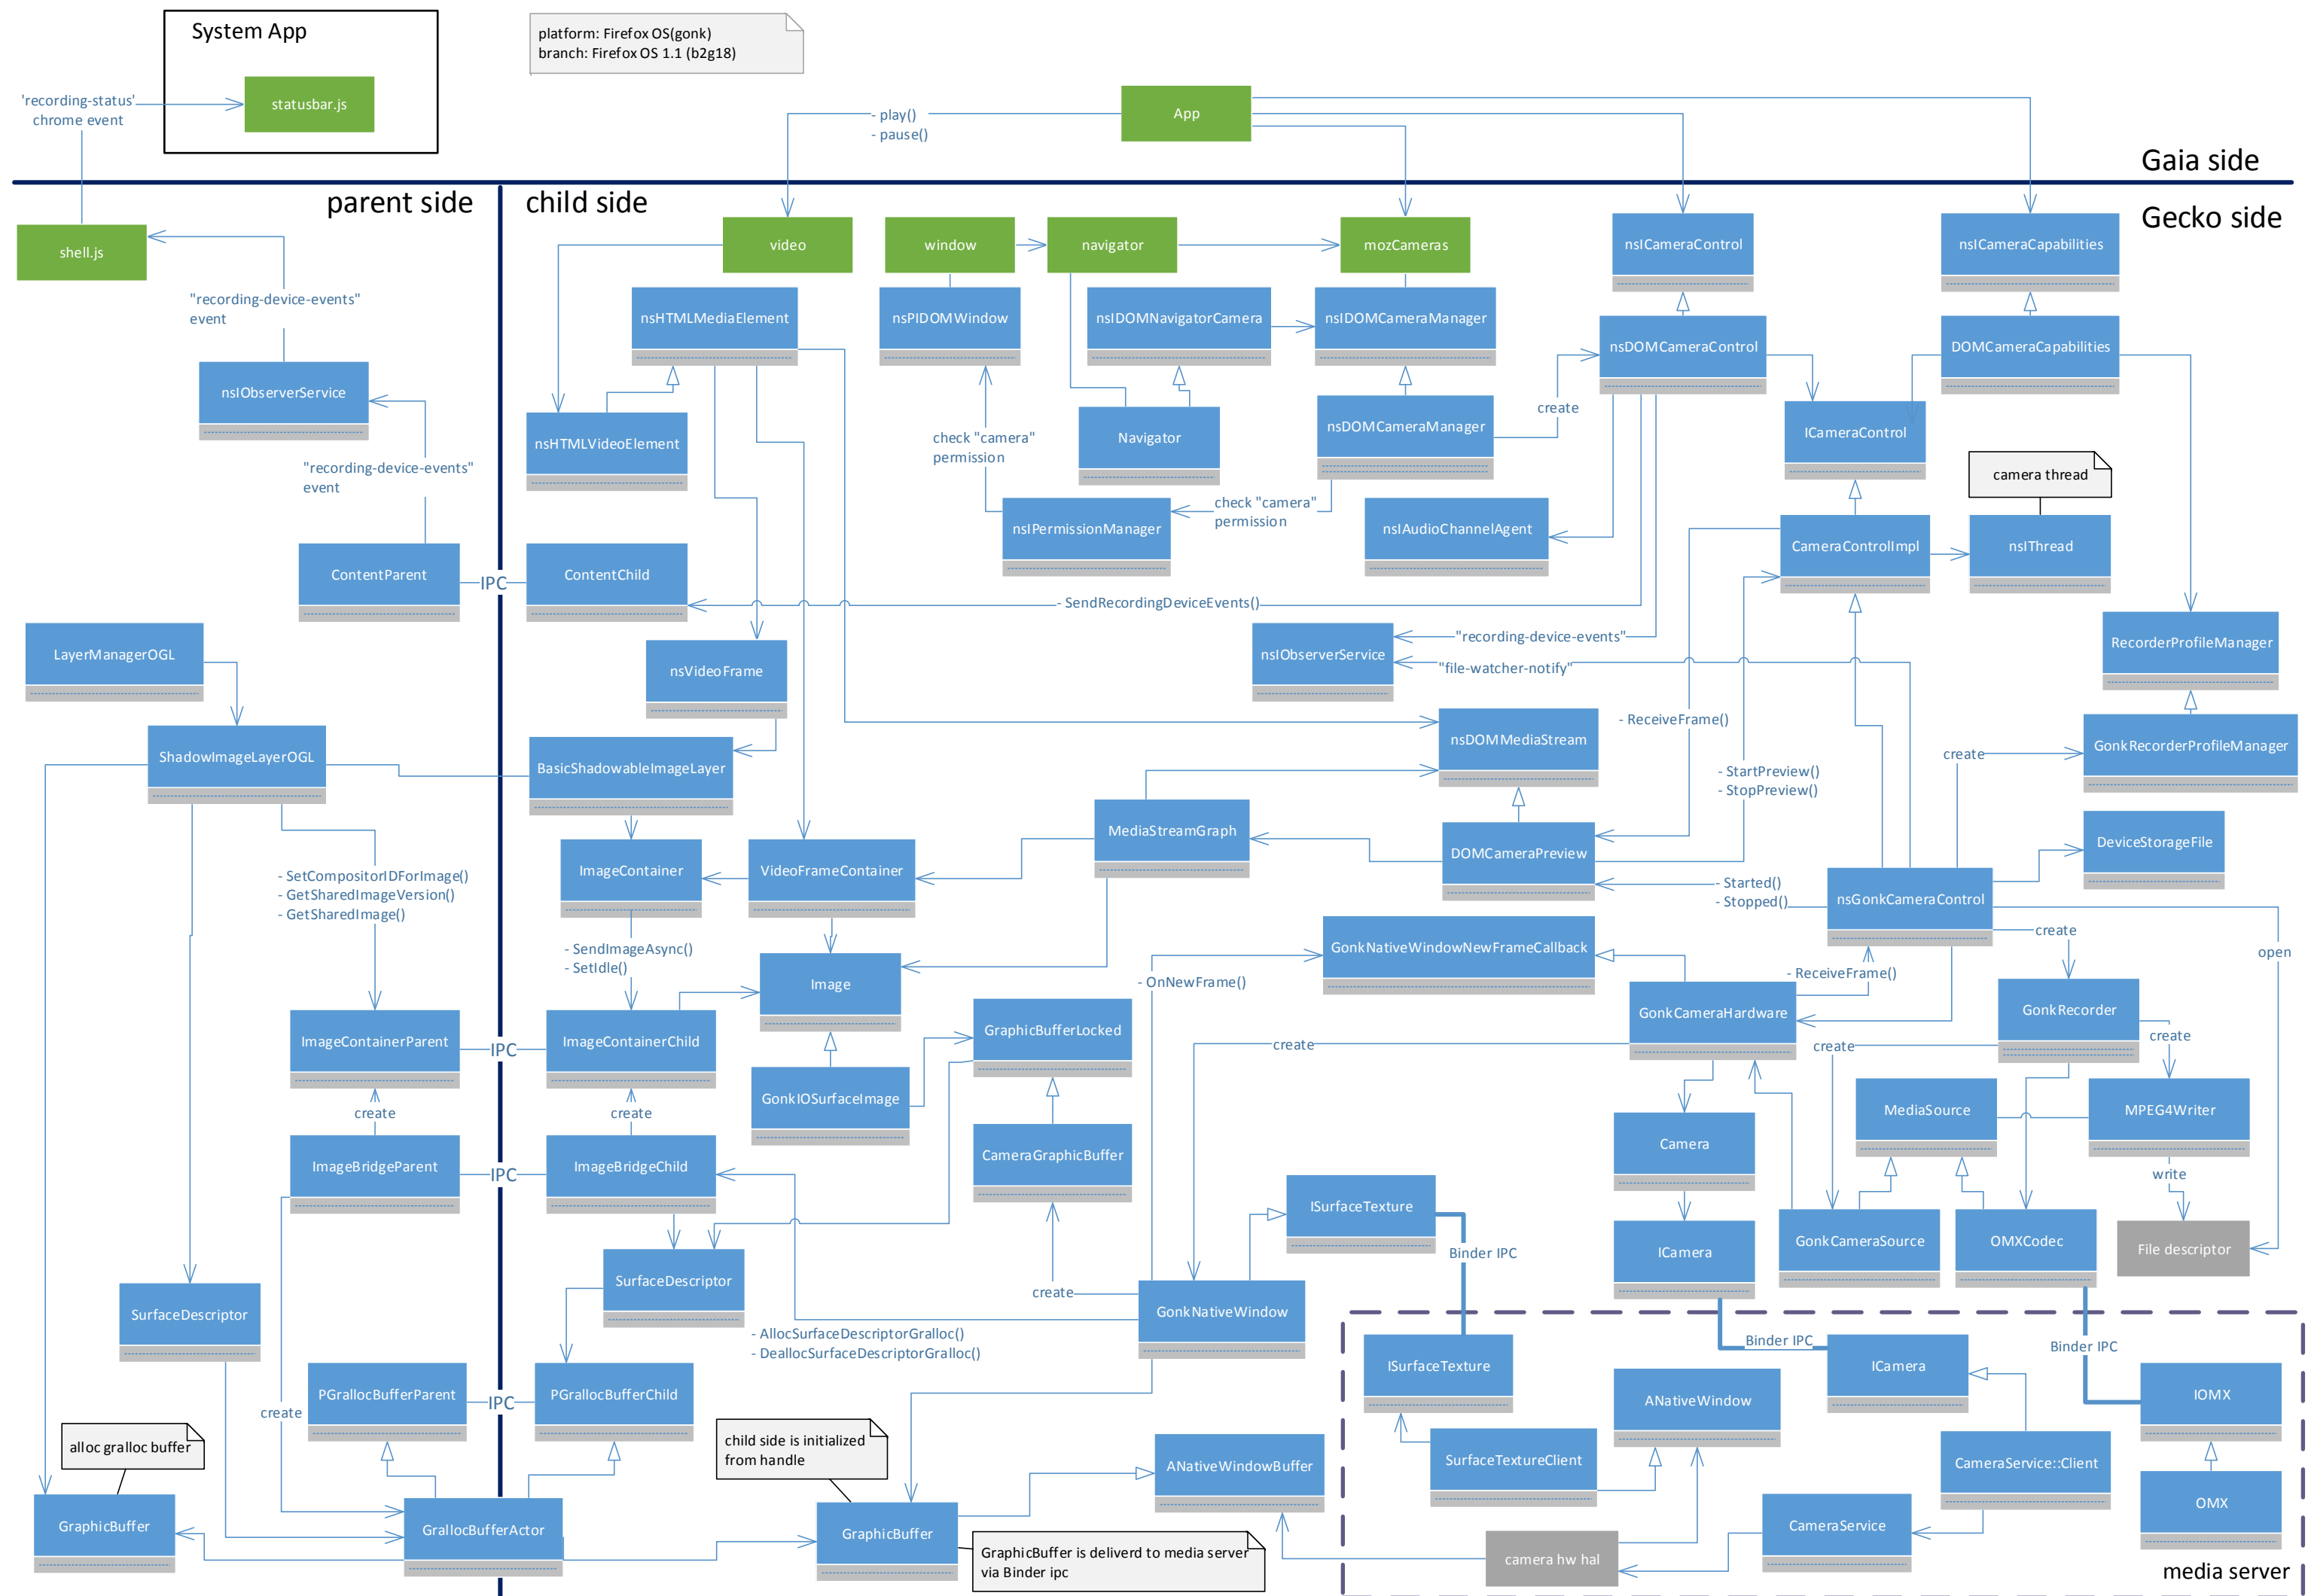 System App
platform: Firefox OS(gonk)
branch: Firefox OS 1.1 (b2g18)
statusbar.js
'recording-status'
chrome event
- play()
- pause()
App
Gaia side
parent side
child side
Gecko side
shell.js
video
window
navigator
mozCameras
nsICameraControl
nsICameraCapabilities
"recording-device-events"
event
nsHTMLMediaElement
nsPIDOMWindow
nsIDOMNavigatorCamera
nsIDOMCameraManager
nsDOMCameraControl
DOMCameraCapabilities
nsIObserverService
create
nsHTMLVideoElement
check "camera"
permission
Navigator
nsDOMCameraManager
ICameraControl
"recording-device-events"
event
camera thread
check "camera"
permission
nsIPermissionManager
nsIAudioChannelAgent
CameraControlImpl
nsIThread
ContentParent
IPC
ContentChild
- SendRecordingDeviceEvents()
LayerManagerOGL
nsVideoFrame
nsIObserverService
"recording-device-events"
"file-watcher-notify"
RecorderProfileManager
- ReceiveFrame()
ShadowImageLayerOGL
BasicShadowableImageLayer
nsDOMMediaStream
- StartPreview()
- StopPreview()
create
GonkRecorderProfileManager
MediaStreamGraph
DOMCameraPreview
DeviceStorageFile
- SetCompositorIDForImage()
- GetSharedImageVersion()
- GetSharedImage()
ImageContainer
VideoFrameContainer
- Started()
- Stopped()
nsGonkCameraControl
- SendImageAsync()
- SetIdle()
Image
GonkNativeWindowNewFrameCallback
create
open
- OnNewFrame()
- ReceiveFrame()
ImageContainerParent
IPC
ImageContainerChild
GraphicBufferLocked
GonkCameraHardware
GonkRecorder
create
create
create
create
create
GonkIOSurfaceImage
MediaSource
MPEG4Writer
ImageBridgeParent
IPC
ImageBridgeChild
CameraGraphicBuffer
Camera
write
ISurfaceTexture
Binder IPC
ICamera
GonkCameraSource
OMXCodec
File descriptor
SurfaceDescriptor
SurfaceDescriptor
create
GonkNativeWindow
- AllocSurfaceDescriptorGralloc()
- DeallocSurfaceDescriptorGralloc()
Binder IPC
Binder IPC
ISurfaceTexture
ICamera
PGrallocBufferParent
IPC
PGrallocBufferChild
ANativeWindow
IOMX
create
alloc gralloc buffer
child side is initialized
from handle
ANativeWindowBuffer
SurfaceTextureClient
CameraService::Client
OMX
GraphicBuffer
GrallocBufferActor
GraphicBuffer
CameraService
GraphicBuffer is deliverd to media server
via Binder ipc
camera hw hal
media server